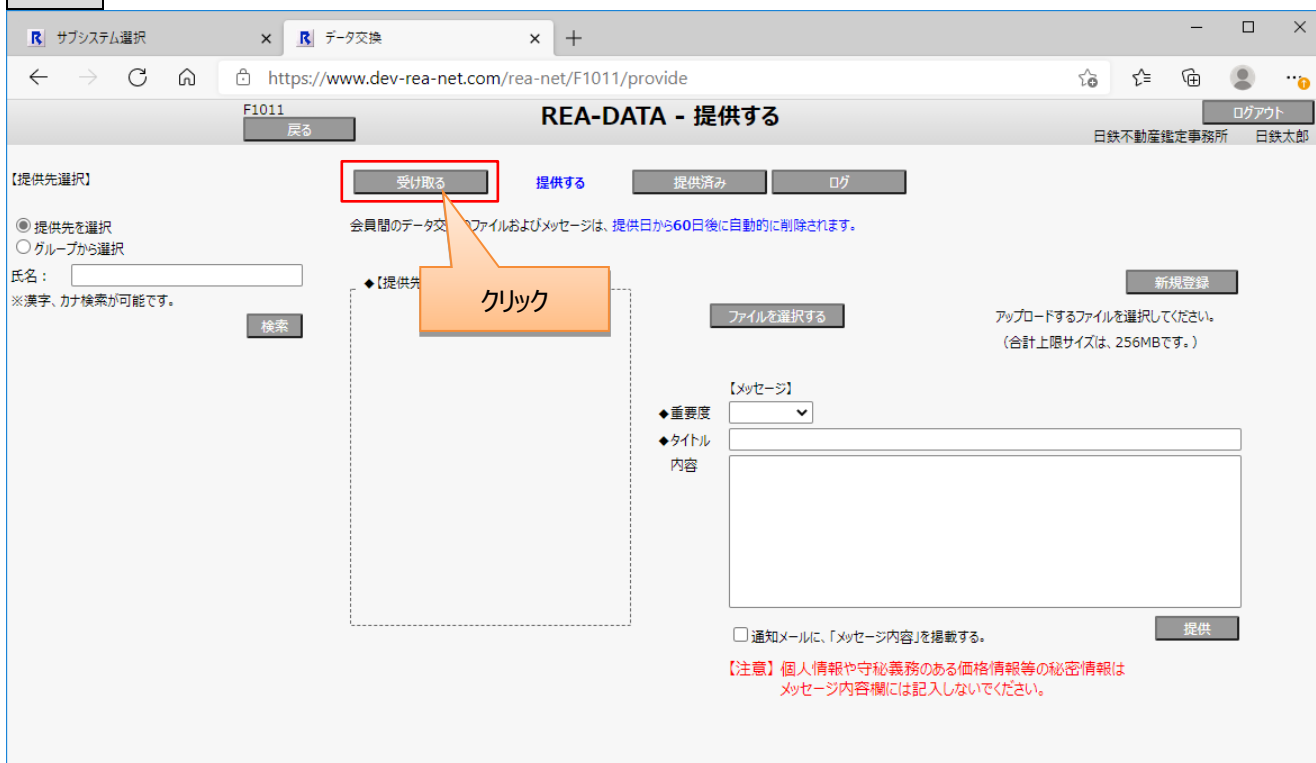 サブシステム選択
データ交換
https://www.dev-rea-net.com/rea-net/F1011/provide
F1011
戻る
REA-DATA - 提供する
ログアウト
日鉄不動産鑑定事務所 日鉄太郎
【提供先選択】
受け取る 提供する 提供済み ログ
提供先を選択
グループから選択
会員間のデータ交 のファイルおよびメッセージは、提供日から60日後に自動的に削除されます。
氏名：
※漢字、カナ検索が可能です。
検索
◆【提供先
クリック
新規登録
ファイルを選択する
アップロードするファイルを選択してください。
（合計上限サイズは、256MBです。）
【メッセージ】
◆重要度
◆タイトル
内容
通知メールに、「メッセージ内容」を掲載する。
提供
【注意】個人情報や守秘義務のある価格情報等の秘密情報は
メッセージ内容欄には記入しないでください。